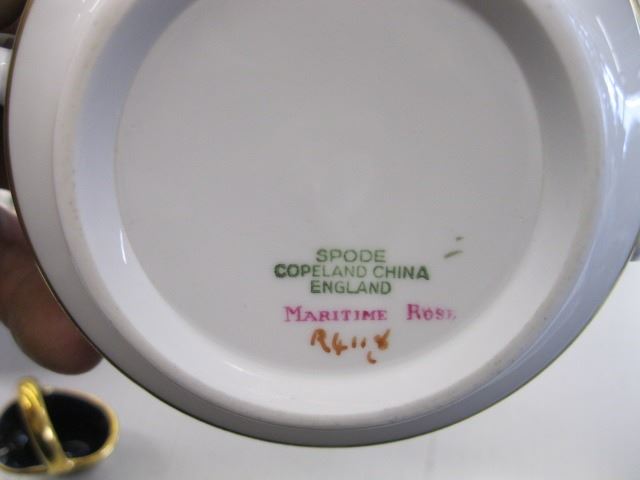 SPODE
COPELAND CHINA
ENGLAND
MARITIME ROSE
R4118